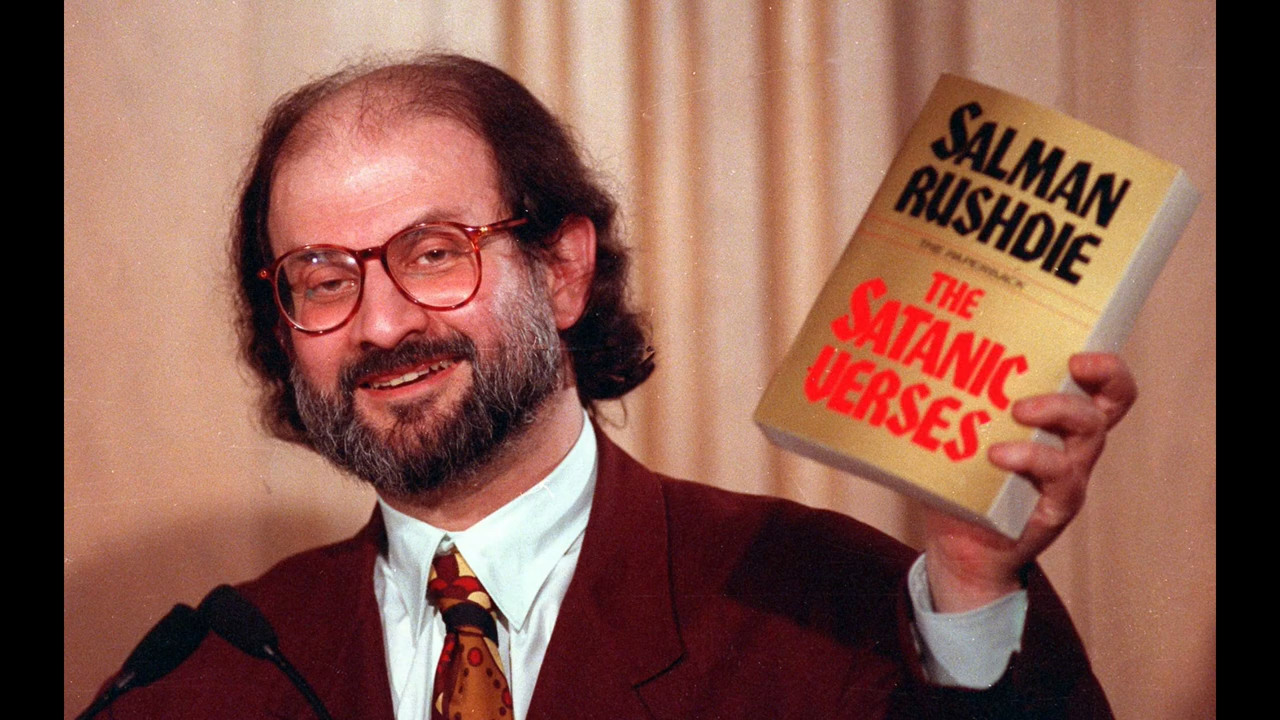 SALMAN
RUSHDIE
THE PAPERBACK
THE
SATANIC
VERSES